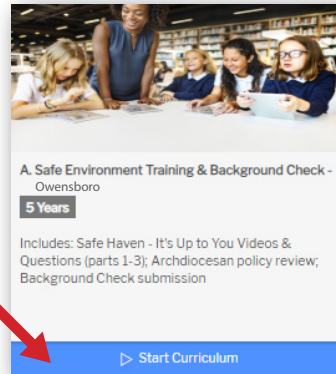 A. Safe Environment Training & Background Check -
Owensboro
5 Years
Includes: Safe Haven - It's Up to You Videos &
Questions (parts 1-3); Archdiocesan policy review;
Background Check submission
▷ Start Curriculum